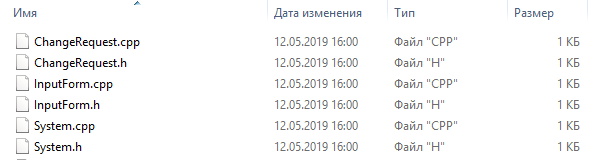 Имя Дата изменения Тип Размер
ChangeRequest.cpp 12.05.2019 16:00 Файл "CPP" 1 КБ
ChangeRequest.h 12.05.2019 16:00 Файл "H" 1 КБ
InputForm.cpp 12.05.2019 16:00 Файл "CPP" 1 КБ
InputForm.h 12.05.2019 16:00 Файл "H" 1 КБ
System.cpp 12.05.2019 16:00 Файл "CPP" 1 КБ
System.h 12.05.2019 16:00 Файл "H" 1 КБ